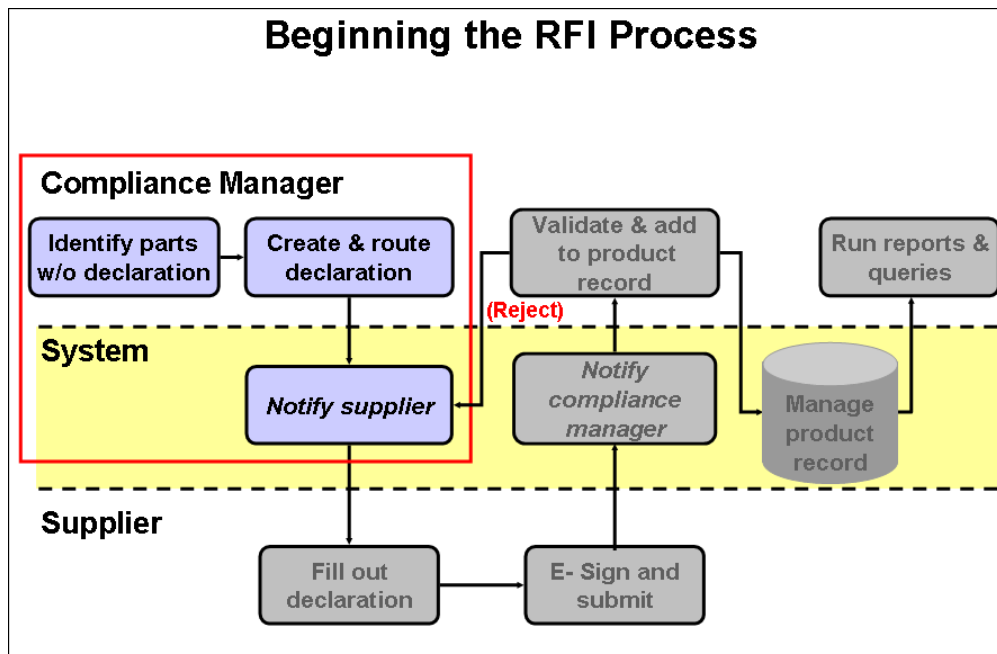 Beginning the RFI Process
Compliance Manager
Identify parts
w/o declaration
Create & route
declaration
Validate & add
to product
record
Run reports &
queries
(Reject)
System
Notify supplier
Notify
compliance
manager
Manage
product
record
Supplier
Fill out
declaration
E- Sign and
submit